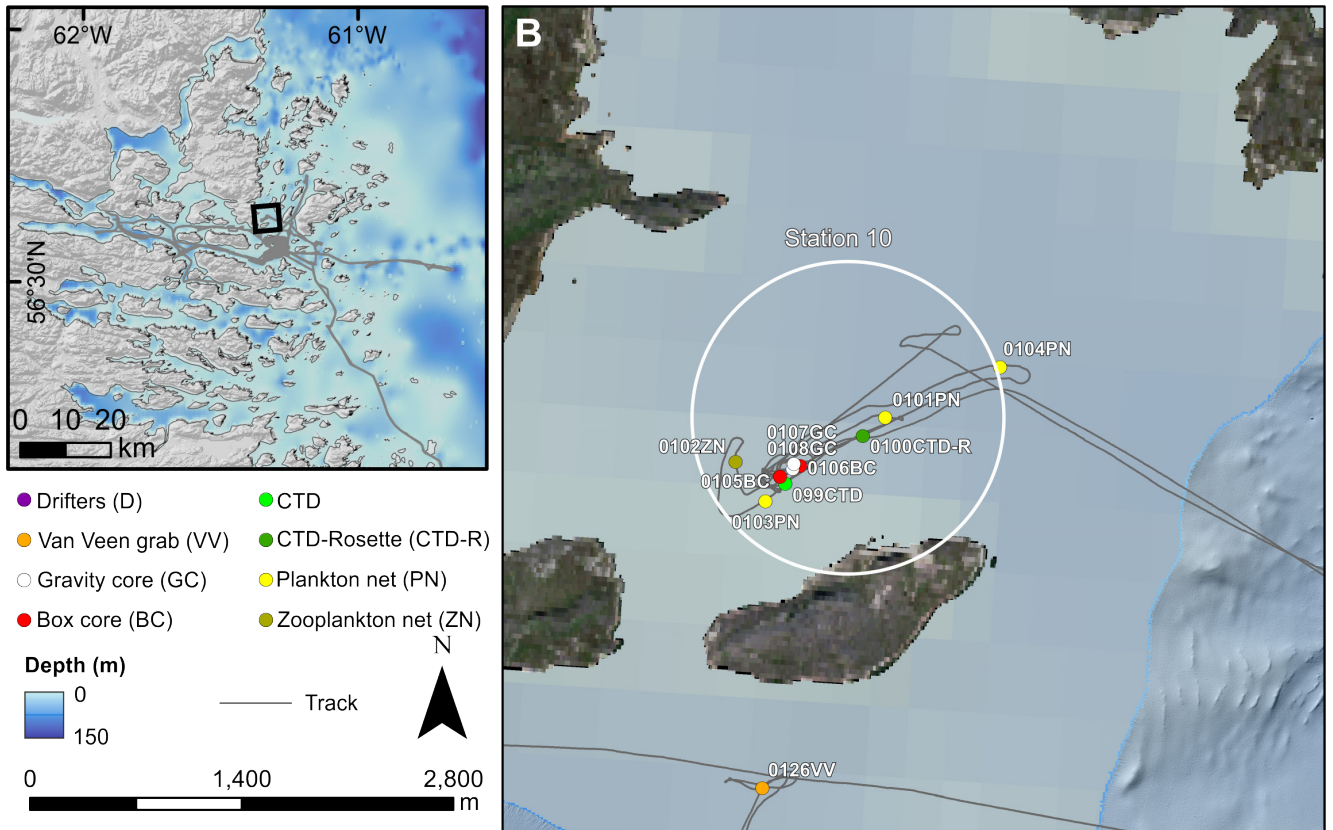 62°W
61°W
56°30'N
0 10 20
km
B
Station 10
0104PN
0101PN
0107GC
0108GC
0102ZN
0100CTD-R
0106BC
0105BC
099CTD
0103PN
0126VV
Drifters (D)
CTD
Van Veen grab (VV)
CTD-Rosette (CTD-R)
Gravity core (GC)
Plankton net (PN)
Box core (BC)
Zooplankton net (ZN)
N
Depth (m)
0
150
Track
0 1,400 2,800
m